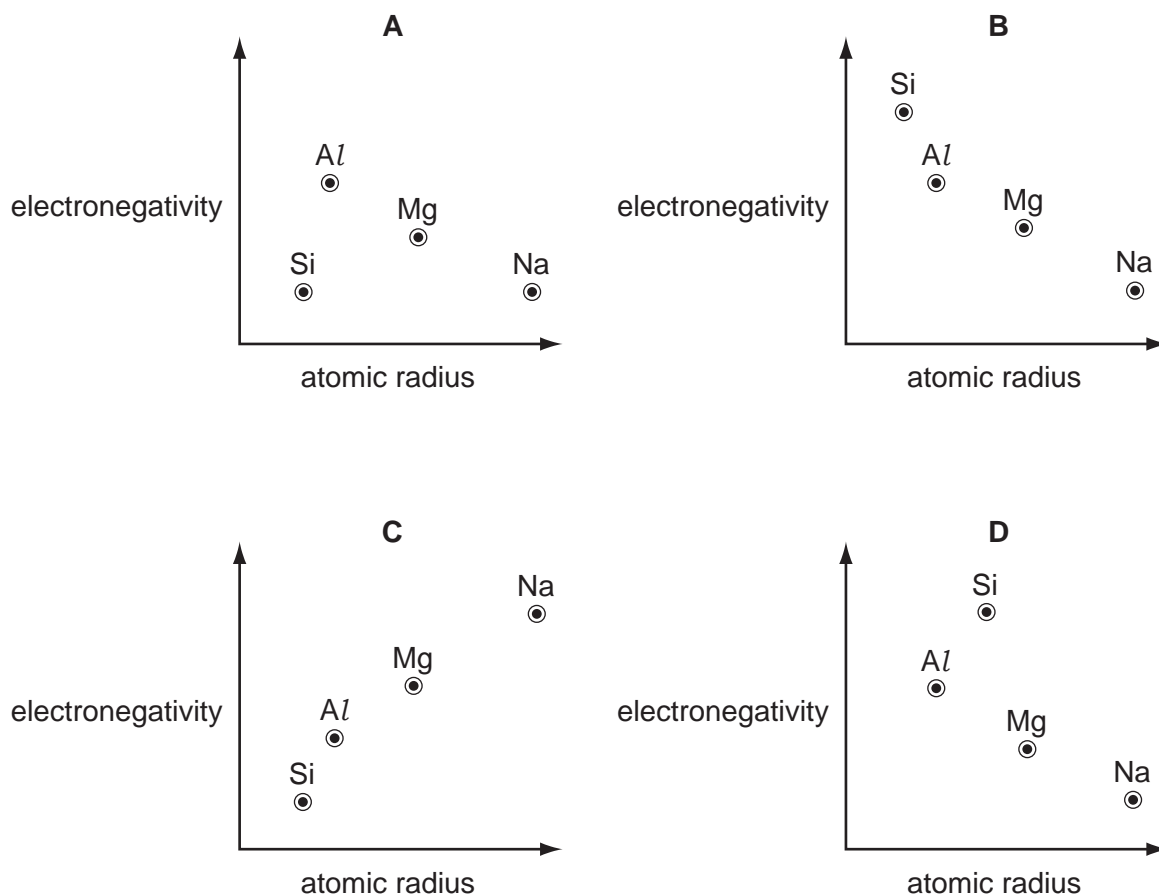 A
Al
Mg
Si
Na
electronegativity
atomic radius
B
Si
Al
Mg
Na
electronegativity
atomic radius
C
Na
Mg
Al
Si
electronegativity
atomic radius
D
Si
Al
Mg
Na
electronegativity
atomic radius